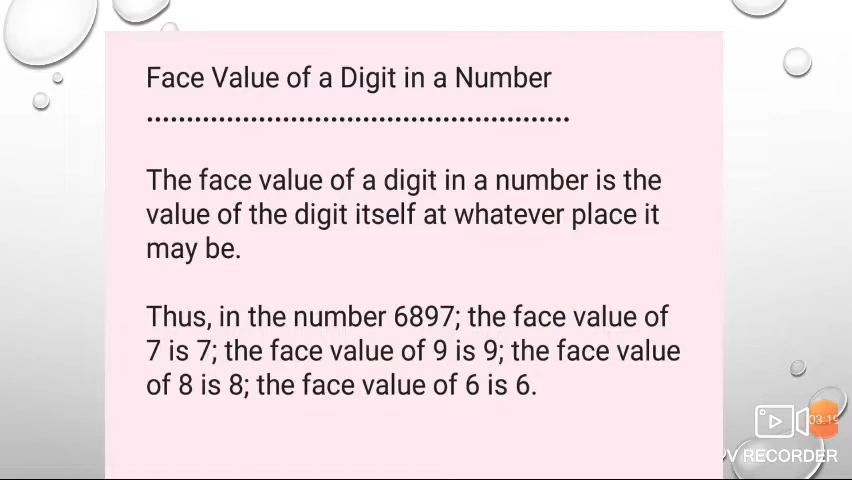 Face Value of a Digit in a Number
....................................................
The face value of a digit in a number is the
value of the digit itself at whatever place it
may be.
Thus, in the number 6897; the face value of
7 is 7; the face value of 9 is 9; the face value
of 8 is 8; the face value of 6 is 6.
03:19
V RECORDER